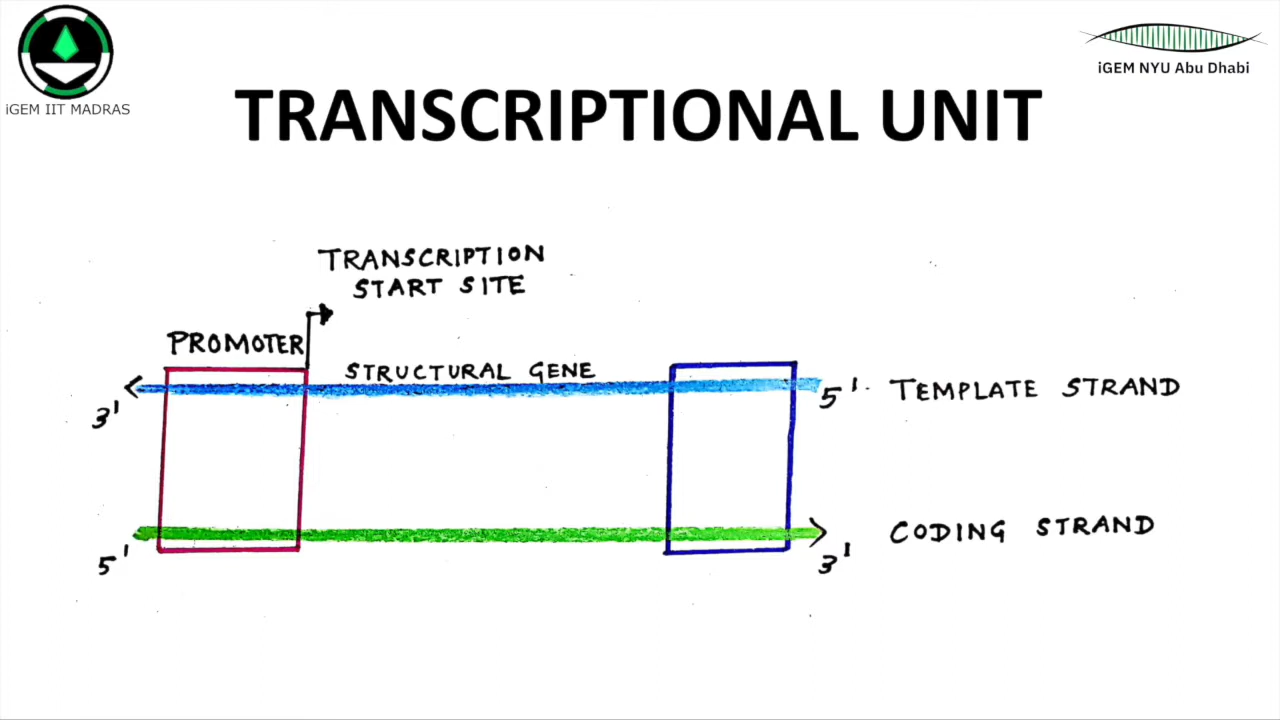 iGEM IIT MADRAS
iGEM NYU Abu Dhabi
TRANSCRIPTIONAL UNIT
TRANSCRIPTION
START SITE
PROMOTER
STRUCTURAL GENE
3'
5'
TEMPLATE STRAND
5'
3'
CODING STRAND